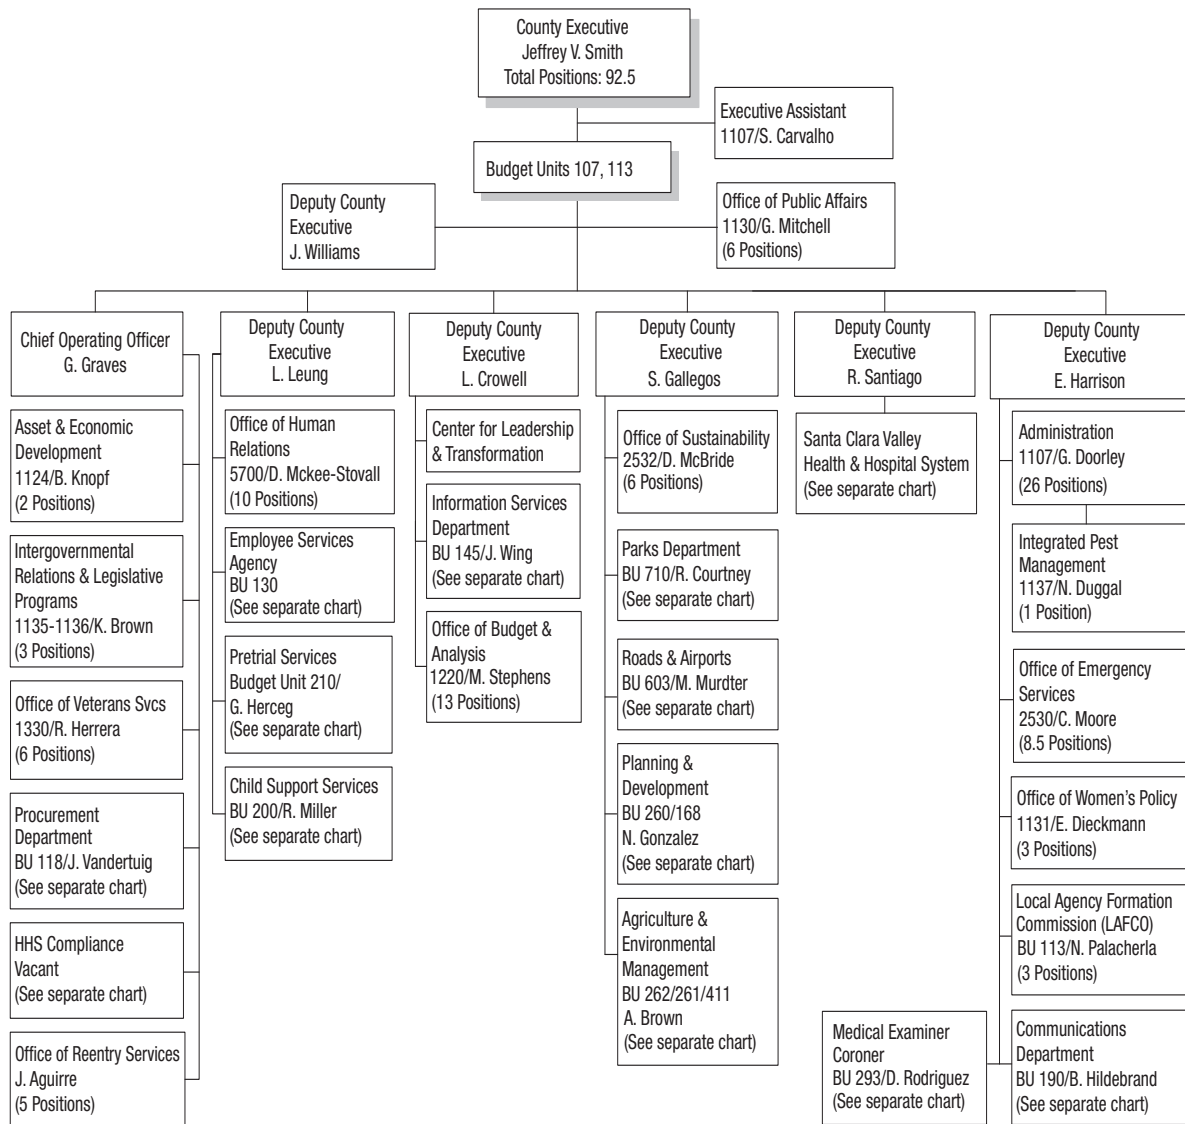 County Executive
Jeffrey V. Smith
Total Positions: 92.5
Executive Assistant
1107/S. Carvalho
Budget Units 107, 113
Deputy County
Executive
J. Williams
Office of Public Affairs
1130/G. Mitchell
(6 Positions)
Chief Operating Officer
G. Graves
Asset & Economic
Development
1124/B. Knopf
(2 Positions)
Intergovernmental
Relations & Legislative
Programs
1135-1136/K. Brown
(3 Positions)
Office of Veterans Svcs
1330/R. Herrera
(6 Positions)
Procurement
Department
BU 118/J. Vandertuig
(See separate chart)
HHS Compliance
Vacant
(See separate chart)
Office of Reentry Services
J. Aguirre
(5 Positions)
Deputy County
Executive
L. Leung
Office of Human
Relations
5700/D. Mckee-Stovall
(10 Positions)
Employee Services
Agency
BU 130
(See separate chart)
Pretrial Services
Budget Unit 210/
G. Herceg
(See separate chart)
Child Support Services
BU 200/R. Miller
(See separate chart)
Deputy County
Executive
L. Crowell
Center for Leadership
& Transformation
Information Services
Department
BU 145/J. Wing
(See separate chart)
Office of Budget &
Analysis
1220/M. Stephens
(13 Positions)
Deputy County
Executive
S. Gallegos
Office of Sustainability
2532/D. McBride
(6 Positions)
Parks Department
BU 710/R. Courtney
(See separate chart)
Roads & Airports
BU 603/M. Murdter
(See separate chart)
Planning &
Development
BU 260/168
N. Gonzalez
(See separate chart)
Agriculture &
Environmental
Management
BU 262/261/411
A. Brown
(See separate chart)
Deputy County
Executive
R. Santiago
Santa Clara Valley
Health & Hospital System
(See separate chart)
Deputy County
Executive
E. Harrison
Administration
1107/G. Doorley
(26 Positions)
Integrated Pest
Management
1137/N. Duggal
(1 Position)
Office of Emergency
Services
2530/C. Moore
(8.5 Positions)
Office of Women's Policy
1131/E. Dieckmann
(3 Positions)
Local Agency Formation
Commission (LAFCO)
BU 113/N. Palacherla
(3 Positions)
Medical Examiner
Coroner
BU 293/D. Rodriguez
(See separate chart)
Communications
Department
BU 190/B. Hildebrand
(See separate chart)